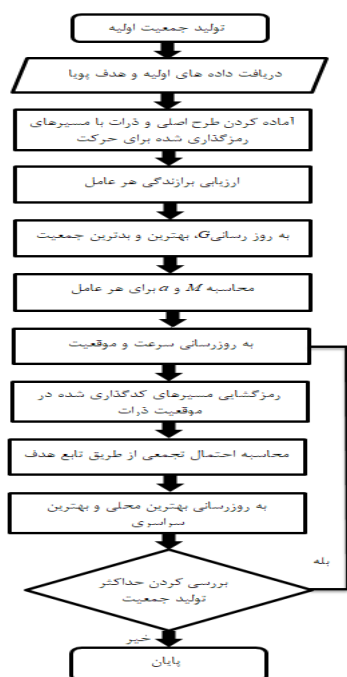 تولید جمعیت اولیه
دریافت داده های اولیه و هدف پویا
آماده کردن طرح اصلی و ذرات با مسیرهای
رمزگذاری شده برای حرکت
ارزیابی برازندگی هر عامل
به روز رسانیG، بهترین و بدترین جمعیت
محاسبه M و a برای هر عامل
به روزرسانی سرعت و موقعیت
رمزگشایی مسیرهای کدگذاری شده در
موقعیت ذرات
محاسبه احتمال تجمعی از طریق تابع هدف
به روزرسانی بهترین محلی و بهترین
سراسری
بله
بررسی کردن حداکثر
تولید جمعیت
خیر
پایان